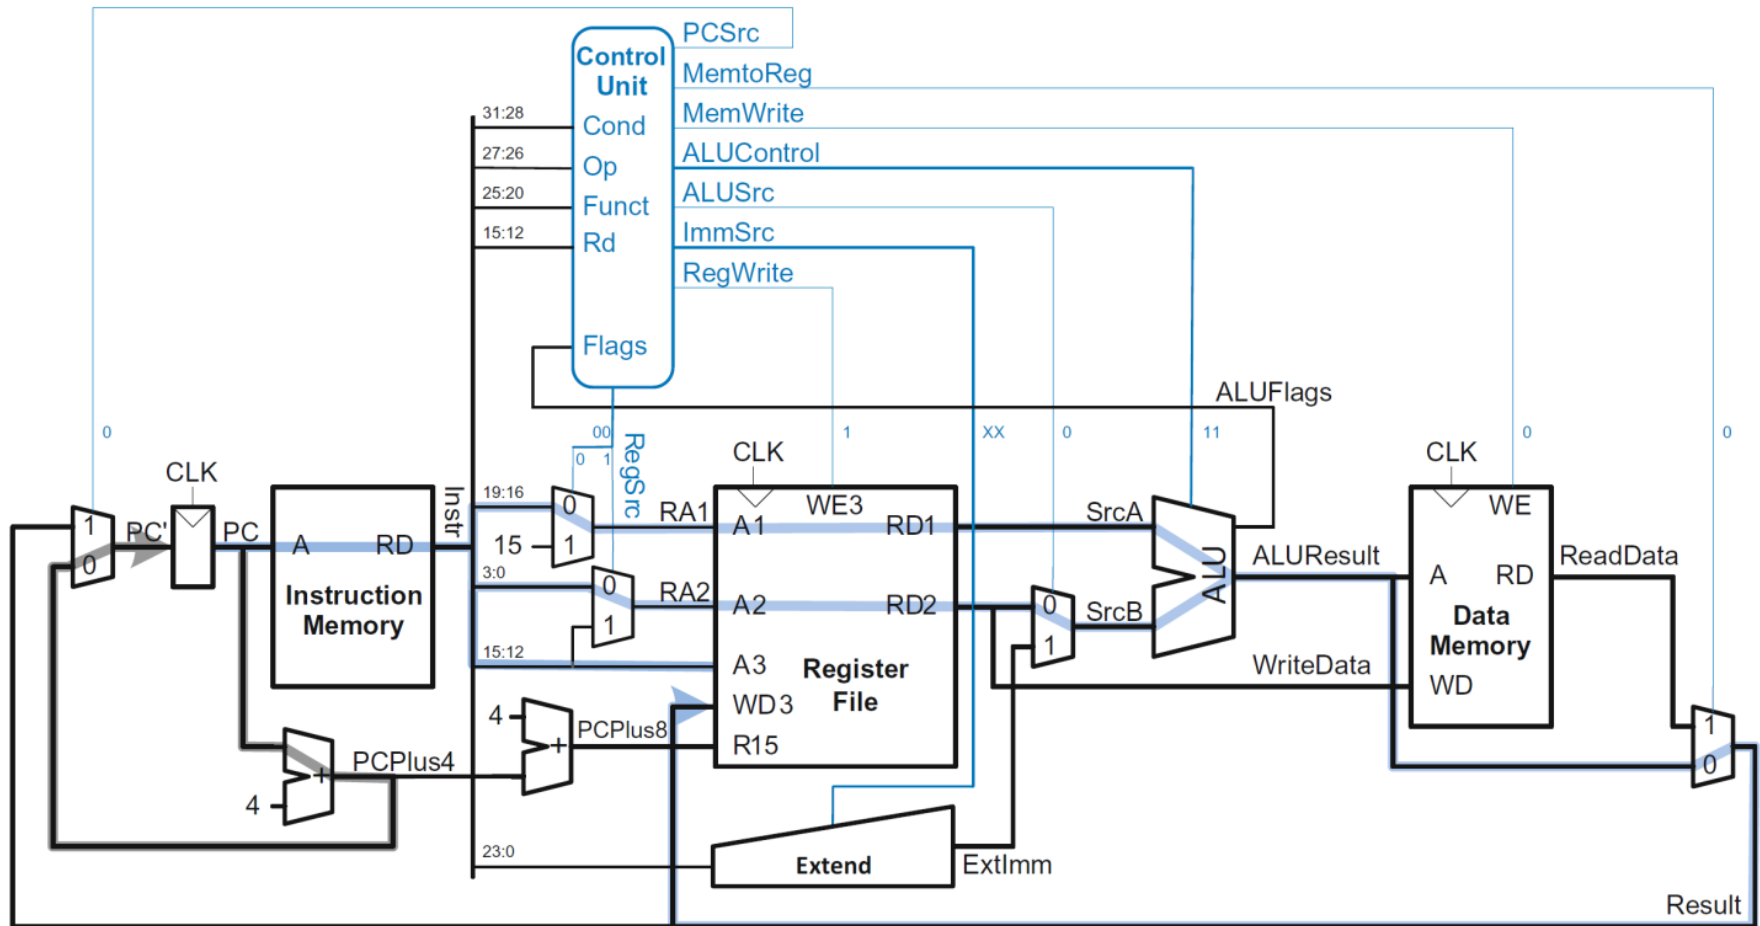 PCSrc
Control
Unit
MemtoReg
MemWrite
31:28
Cond
27:26
Op
ALUControl
25:20
Funct
ALUSrc
15:12
Rd
ImmSrc
RegWrite
Flags
ALUFlags
0
00
1
XX
0
11
0
0
RegSrc
0 1
CLK
CLK
CLK
Instr
19:16
0
1
15
RA1
A1
WE3
RD1
SrcA
WE
1
0
PC'
PC
A
RD
Instruction
Memory
3:0
0
1
RA2
A2
RD2
0
1
SrcB
ALU
ALUResult
A
RD
ReadData
Data
Memory
WriteData
WD
15:12
A3
Register
File
WD3
4
+
PCPlus8
R15
PCPlus4
+
4
1
0
23:0
Extend
ExtImm
Result